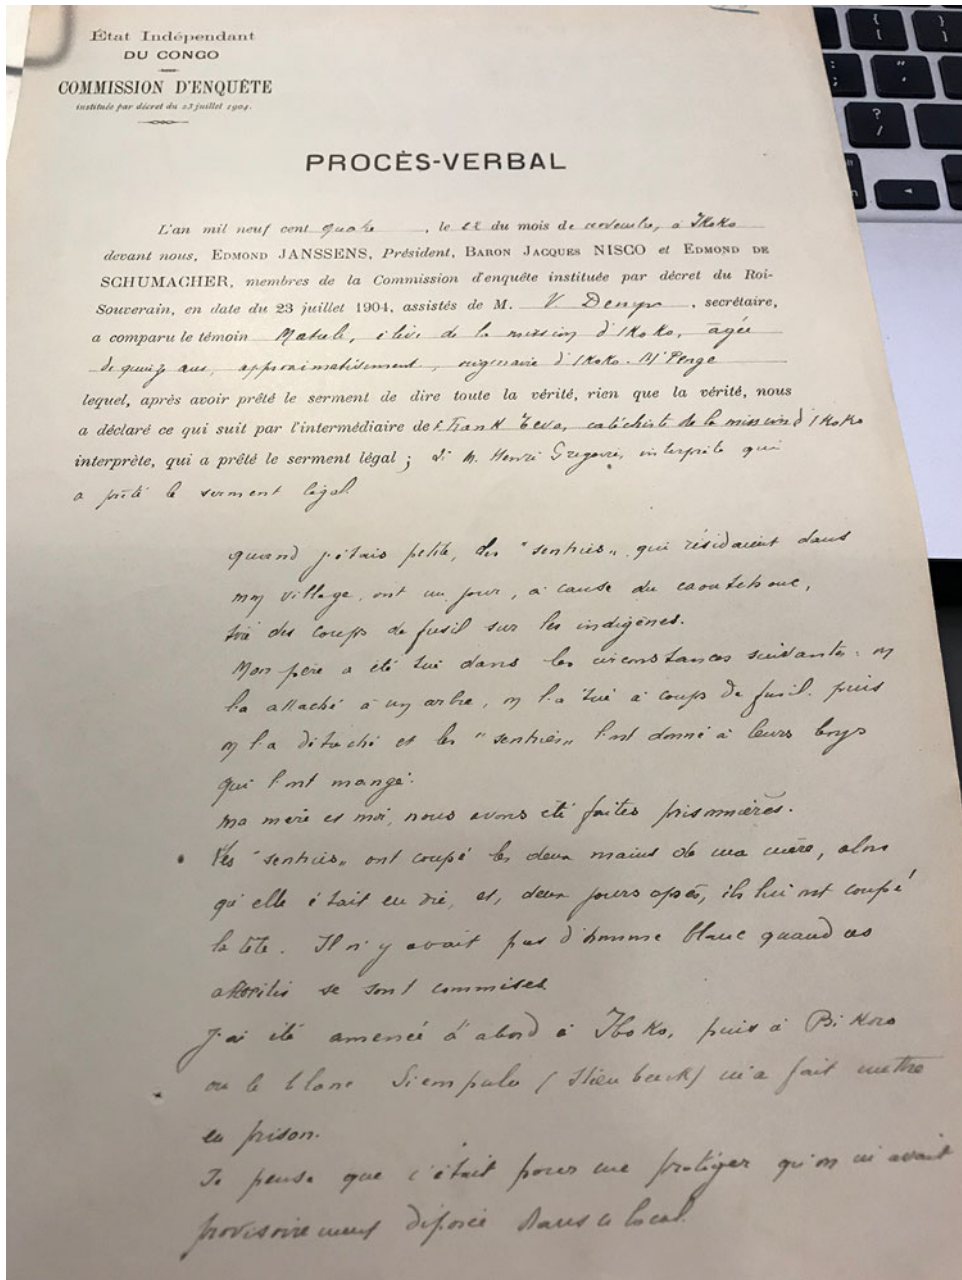 État Indépendant
DU CONGO
COMMISSION D'ENQUÊTE
instituée par décret du 23 juillet 1904.
PROCÈS-VERBAL
L'an mil neuf cent quatre, le du mois de novembre, à Ikoko
devant nous, EDMOND JANSSENS, Président, BARON JACQUES NISCO et EDMOND DE
SCHUMACHER, membres de la Commission d'enquête instituée par décret du Roi-
Souverain, en date du 23 juillet 1904, assistés de M. V Denyn, secrétaire,
a comparu le témoin Matuli, élève de la mission d'Ikoko, âgée
de quinze ans, approximativement, originaire d'Ikoko-M'Penge
lequel, après avoir prêté le serment de dire toute la vérité, rien que la vérité, nous
a déclaré ce qui suit par l'intermédiaire de Frank Teva, catéchiste de la mission d'Ikoko
interprète, qui a prêté le serment légal ; M. Henri Gregoire, interprète qui
a prêté le serment légal
quand j'étais petite, des "sentries" qui résidaient dans
mon village, ont un jour, à cause du caoutchouc,
tiré des coups de fusil sur les indigènes.
Mon père a été tué dans les circonstances suivantes : on
l'a attaché à un arbre, on l'a tué à coups de fusil. puis
on l'a détaché et les "sentries" l'ont donné à leurs boys
qui l'ont mangé.
ma mère et moi, nous avons été faites prisonnières.
Les "sentries" ont coupé les deux mains de ma mère, alors
qu'elle était en vie, et, deux jours après, ils lui ont coupé
la tête. Il n'y avait pas d'homme blanc quand ces
atrocités se sont commises
J'ai été amenée d'abord à Iboko, puis à Bikoro
où le blanc m'a fait mettre
en prison.
Je pense que c'était pour me protéger qu'on m'avait
provisoirement déposée dans ce local.